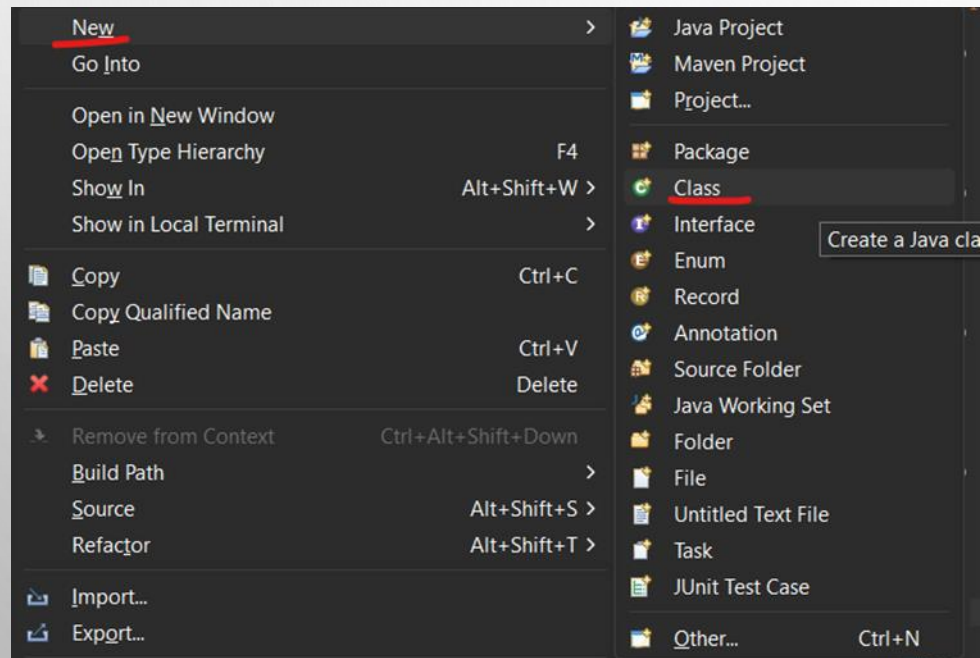 New >
Go Into
Open in New Window
Open Type Hierarchy F4
Show In Alt+Shift+W >
Show in Local Terminal >
Copy Ctrl+C
Copy Qualified Name
Paste Ctrl+V
Delete Delete
Remove from Context Ctrl+Alt+Shift+Down
Build Path >
Source Alt+Shift+S >
Refactor Alt+Shift+T >
Import...
Export...
Java Project
Maven Project
Project...
Package
Class
Interface
Create a Java cla
Enum
Record
Annotation
Source Folder
Java Working Set
Folder
File
Untitled Text File
Task
JUnit Test Case
Other... Ctrl+N